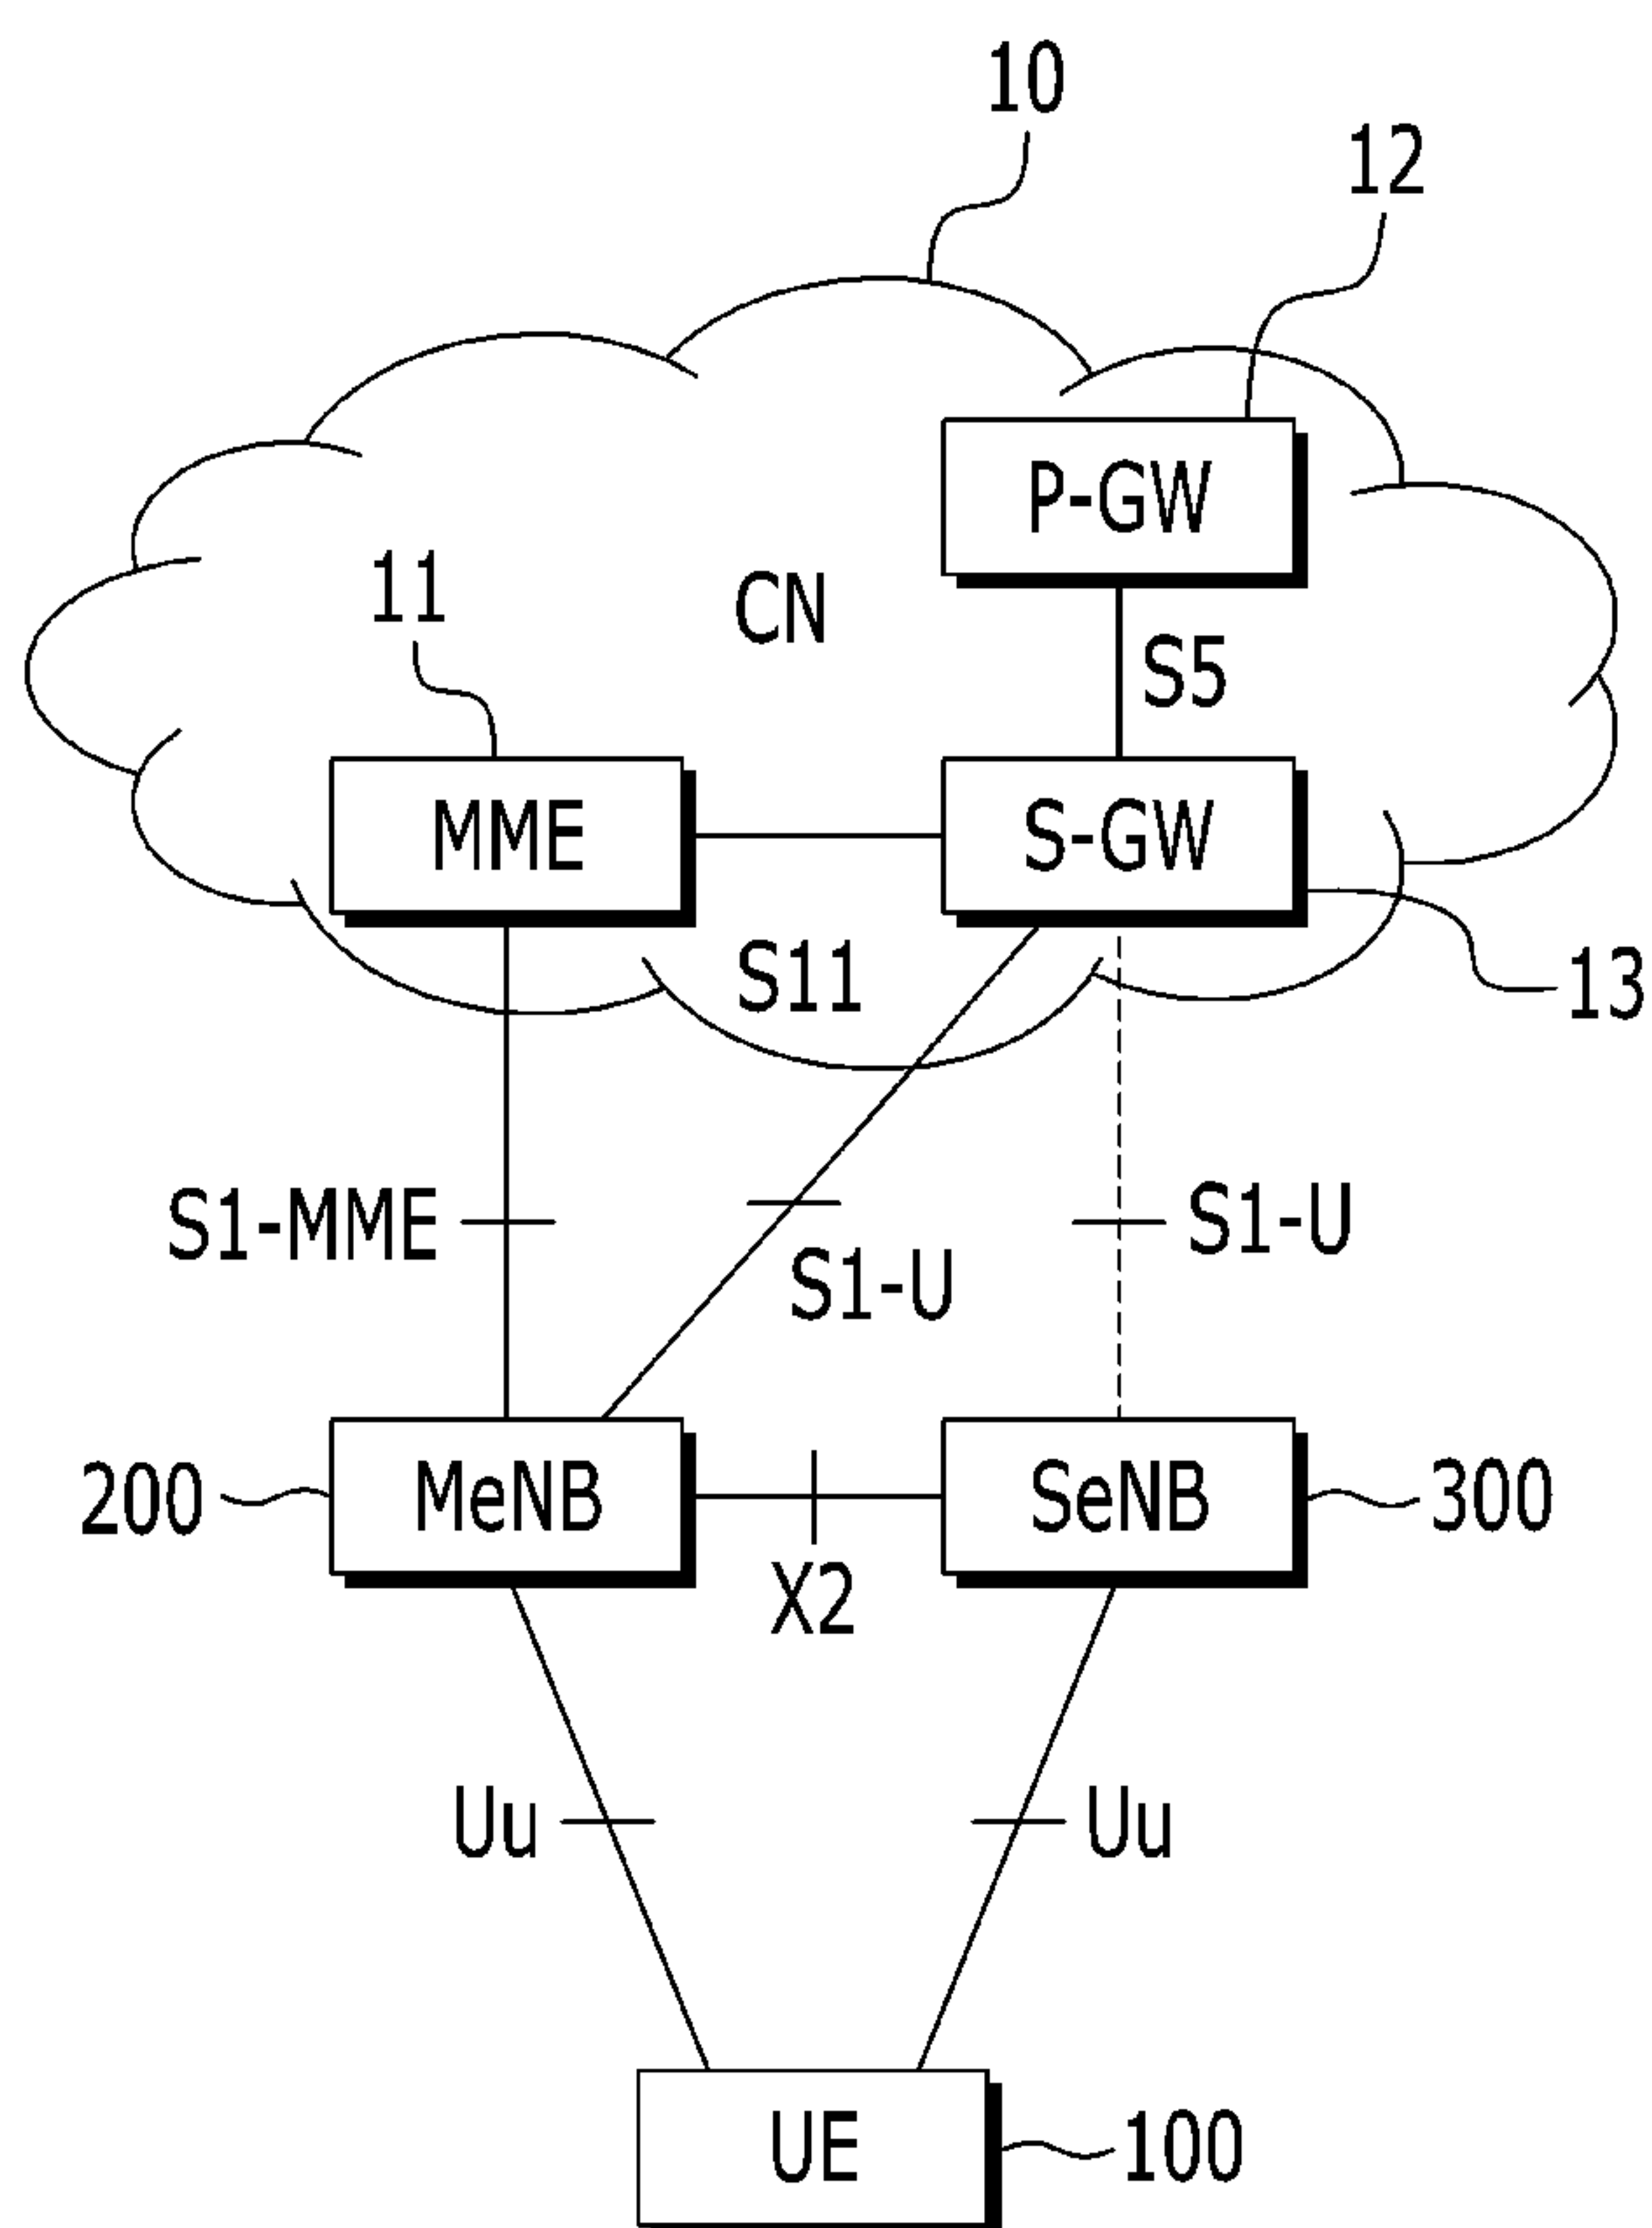 10
12
P-GW
11
CN
S5
MME
S-GW
S11
13
S1-MME
S1-U
S1-U
200
MeNB
SeNB
300
X2
Uu
Uu
UE
100